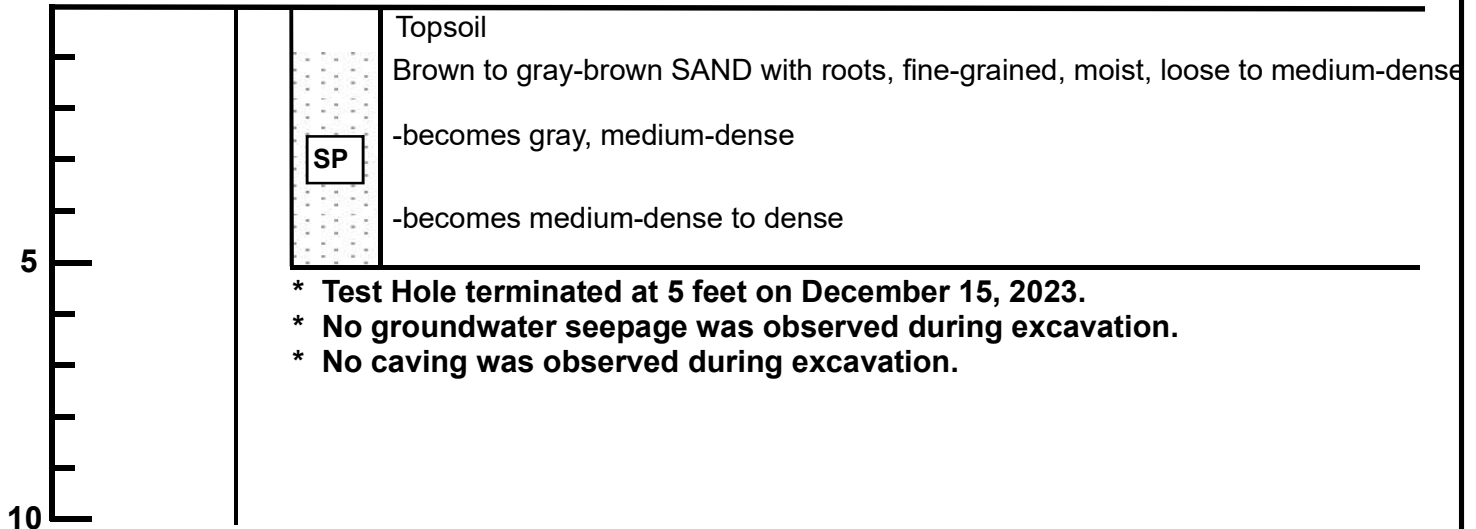 Topsoil
Brown to gray-brown SAND with roots, fine-grained, moist, loose to medium-dense
-becomes gray, medium-dense
SP
-becomes medium-dense to dense
5
* Test Hole terminated at 5 feet on December 15, 2023.
* No groundwater seepage was observed during excavation.
* No caving was observed during excavation.
10